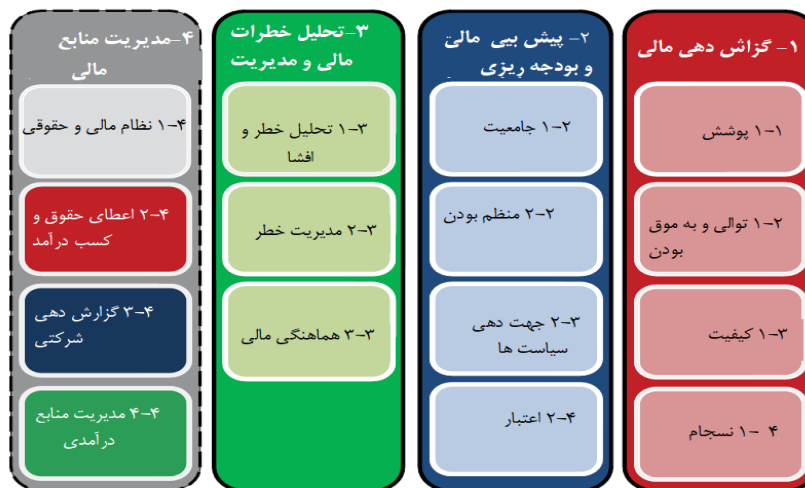 ۱- گزاش دهی مالی
۱-۱ پوشش
۱-۲ توالی و به موق
بودن
۱-۳ کیفیت
۴ -۱ نسجام
۲- پیش بیی مالی
و بودجه ریزی
۲-۱ جامعیت
۲-۲ منظم بودن
۲-۳ جهت دهی
سیاست ها
۲-۴ اعتبار
۳-تحلیل خطرات
مالی و مدیریت
۳-۱ تحلیل خطر و
افشا
۳-۲ مدیریت خطر
۳-۳ هماهنگی مالی
۴-مدیریت منابع
مالی
۴-۱ نظام مالی و حقوقی
۴-۲ اعطای حقوق و
کسب درآمد
۴-۳ گزارش دهی
شرکتی
۴-۴ مدیریت منابع
درآمدی